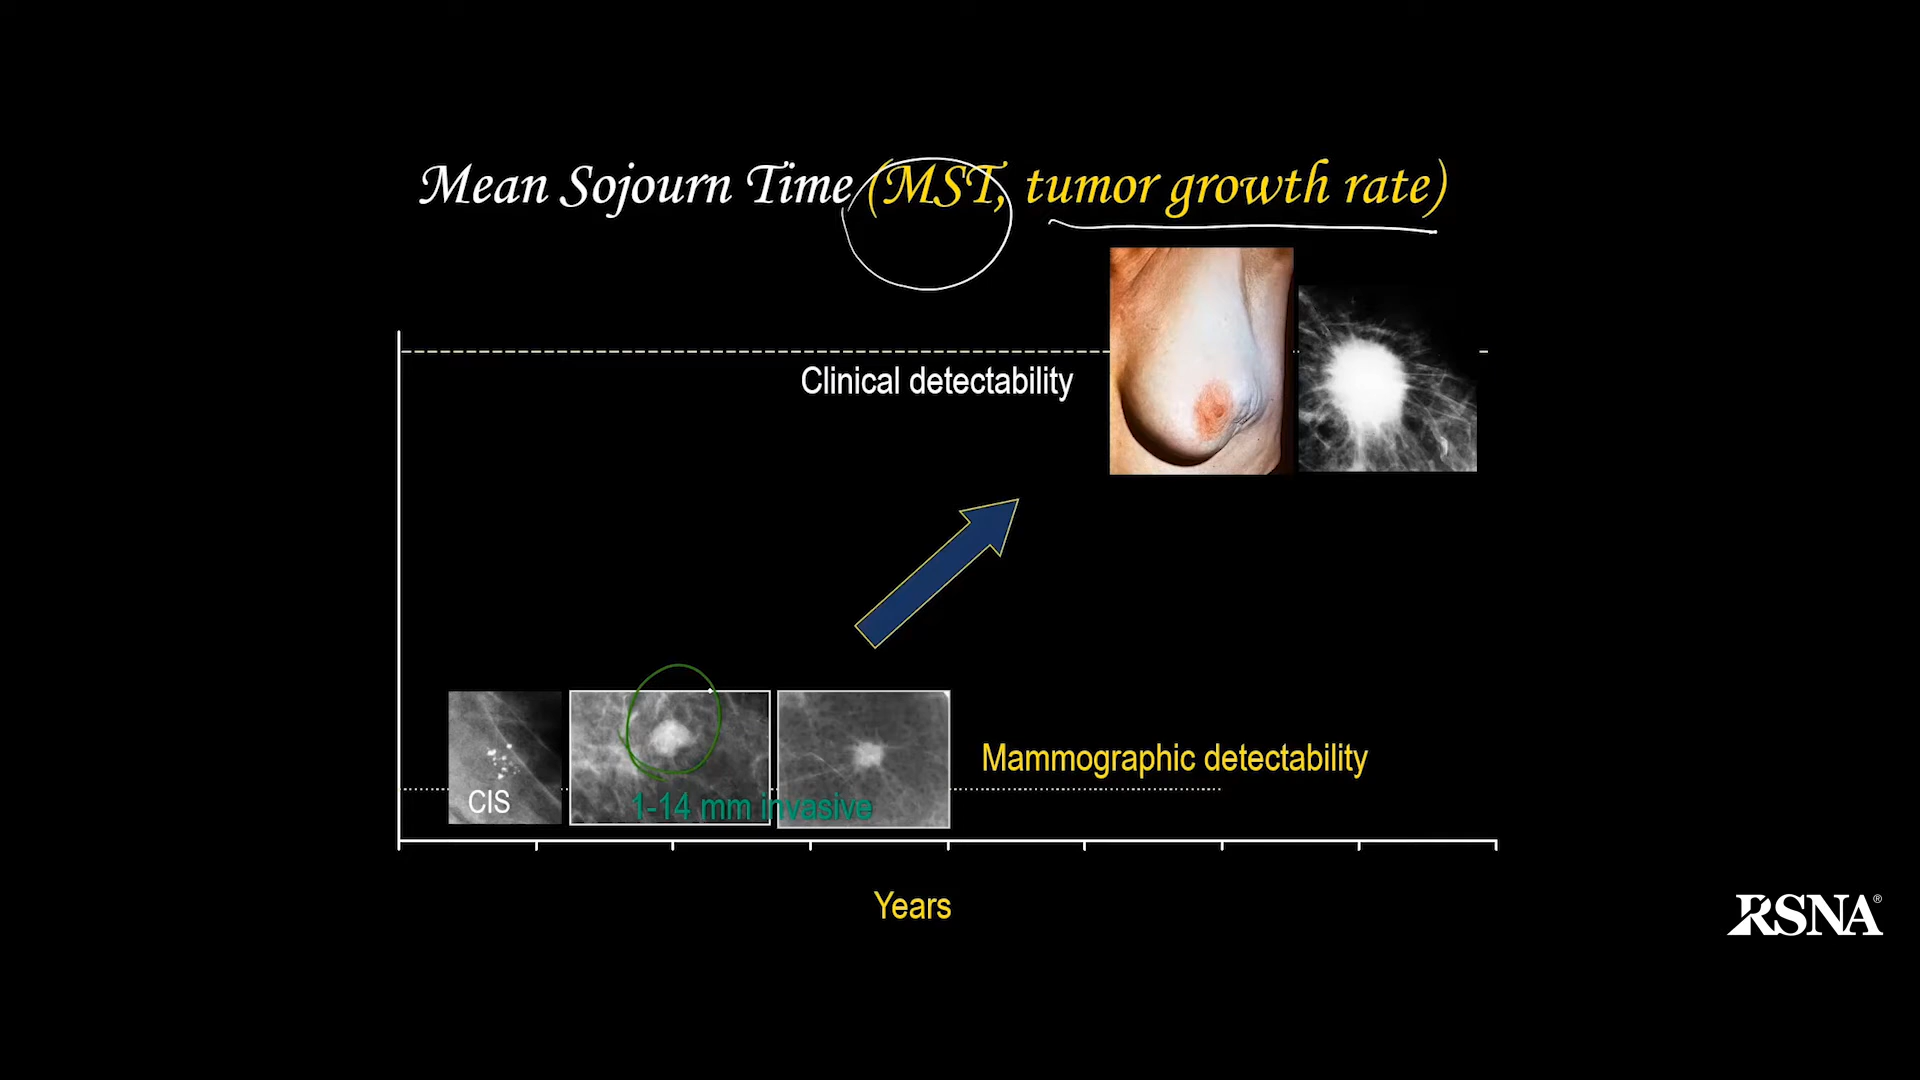 Mean Sojourn Time (MST, tumor growth rate)
Clinical detectability
Mammographic detectability
CIS
1-14 mm invasive
Years
RSNA®